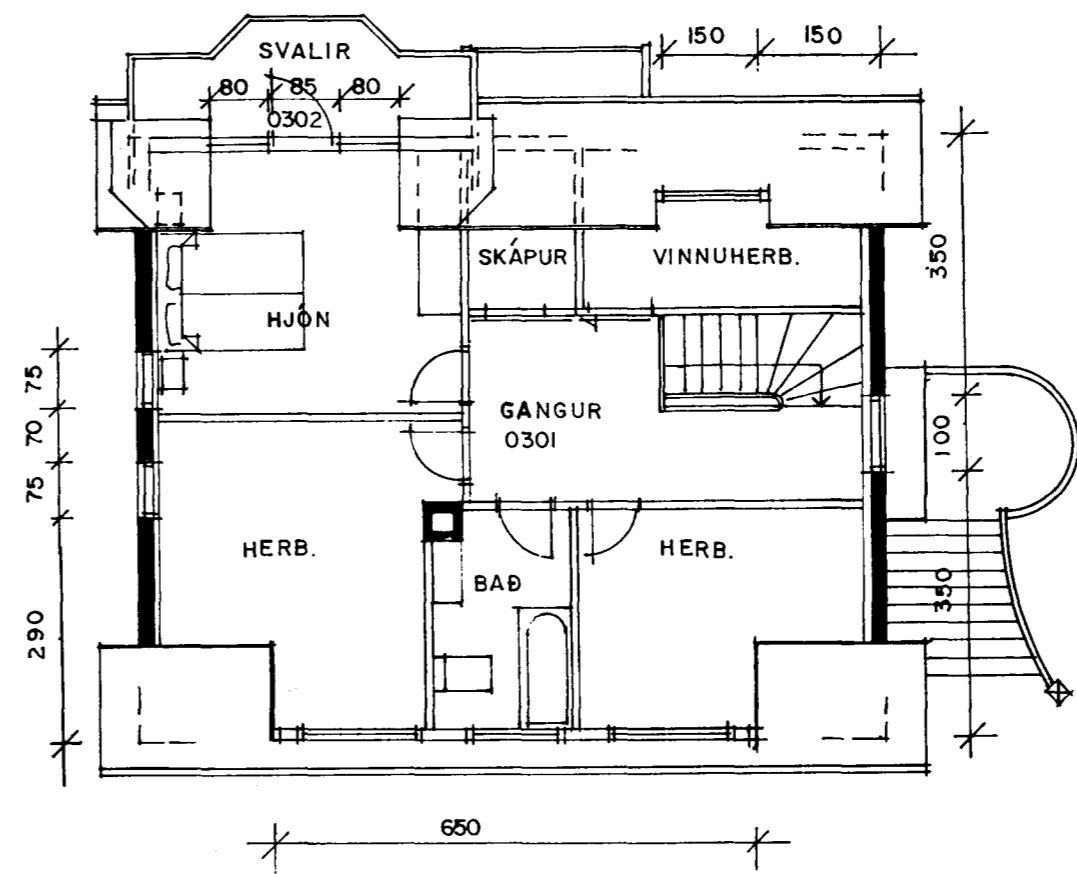 SVALIR
150 150
80 85 80
0302
SKÁPUR VINNUHERB.
350
HJÓN
75
GANGUR
0301
70
100
75
HERB. HERB.
BAÐ
350
290
650